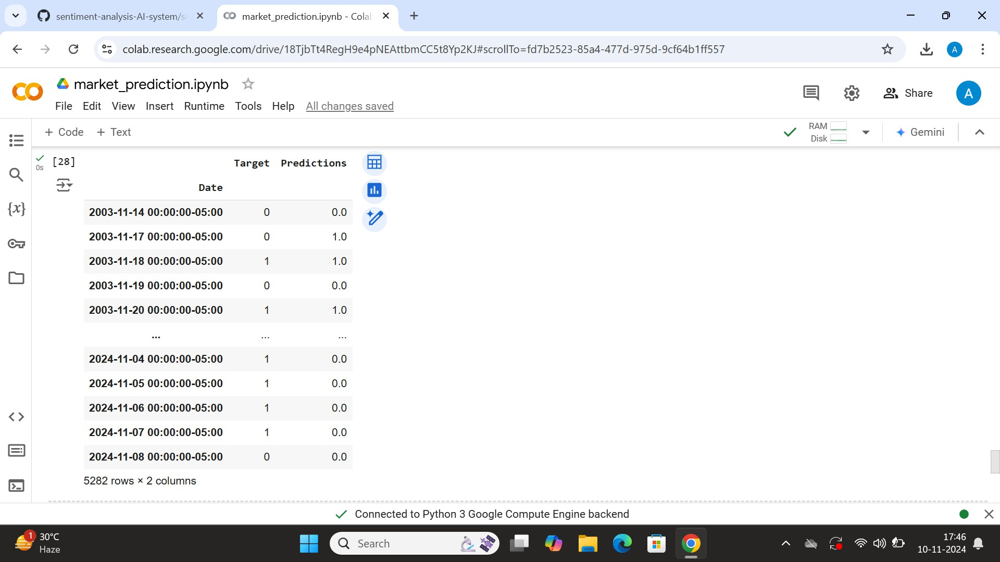 sentiment-analysis-AI-system/s
market_prediction.ipynb - Cola
colab.research.google.com/drive/18TjbTt4RegH9e4pNEAttbmCC5t8Yp2KJ#scrollTo=fd7b2523-85a4-477d-975d-9cf64b1ff557
A
CO
market_prediction.ipynb
Share
A
File Edit View Insert Runtime Tools Help All changes saved
+ Code + Text
RAM
Disk
Gemini
[28]
0s
Target Predictions
Date
2003-11-14 00:00:00-05:00 0 0.0
2003-11-17 00:00:00-05:00 0 1.0
2003-11-18 00:00:00-05:00 1 1.0
2003-11-19 00:00:00-05:00 0 0.0
2003-11-20 00:00:00-05:00 1 1.0
... ... ...
2024-11-04 00:00:00-05:00 1 0.0
2024-11-05 00:00:00-05:00 1 0.0
2024-11-06 00:00:00-05:00 1 0.0
2024-11-07 00:00:00-05:00 1 0.0
2024-11-08 00:00:00-05:00 0 0.0
5282 rows × 2 columns
{x}
Connected to Python 3 Google Compute Engine backend
1
30°C
Haze
Search
17:46
10-11-2024